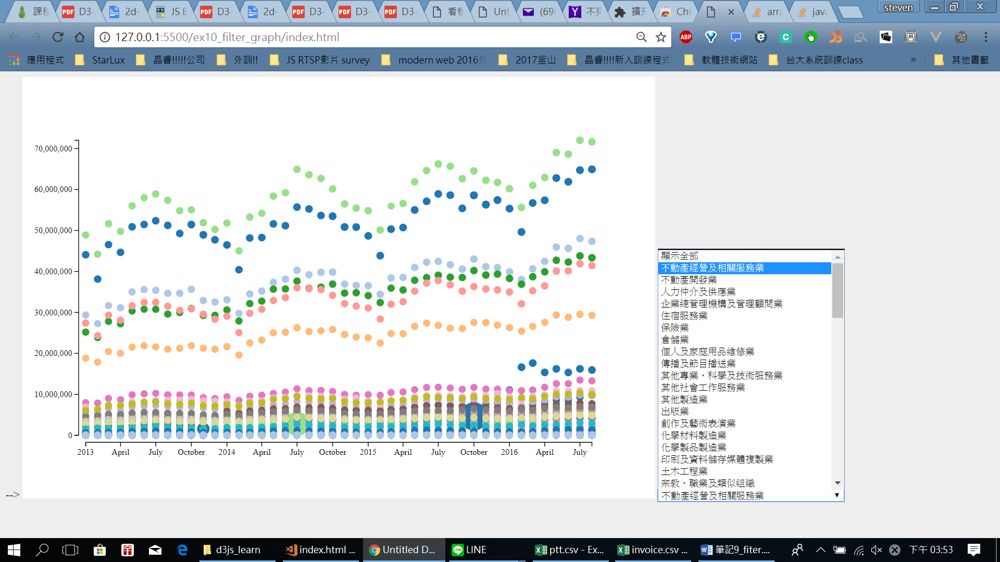 課程 D3- 2d- JS B D3- 2d- D3- D3- D3- 看板 Unt (696 不爽 擴充 Chr arra java steven
127.0.0.1:5500/ex10_filter_graph/index.html
應用程式 StarLux 晶睿!!!!!公司 外訓!! JS RTSP影片 survey modern web 2016外 2017釜山 晶睿!!!!新人訓練程式 軟體技術網站 台大系統訓練class » 其他書籤
70,000,000
60,000,000
50,000,000
40,000,000
30,000,000
20,000,000
10,000,000
0
2013 April July October 2014 April July October 2015 April July October 2016 April July
顯示全部
不動產經營及相關服務業
不動產開發業
人力仲介及供應業
企業總管理機構及管理顧問業
住宿服務業
保險業
倉儲業
個人及家庭用品維修業
傳播及節目播送業
其他專業、科學及技術服務業
其他社會工作服務業
其他製造業
出版業
創作及藝術表演業
化學材料製造業
化學製品製造業
印刷及資料儲存媒體複製業
土木工程業
宗教、職業及類似組織
不動產經營及相關服務業
-->
d3js_learn index.html ... Untitled D... LINE ptt.csv - Ex... invoice.csv ... 筆記9_fiter.... 下午 03:53